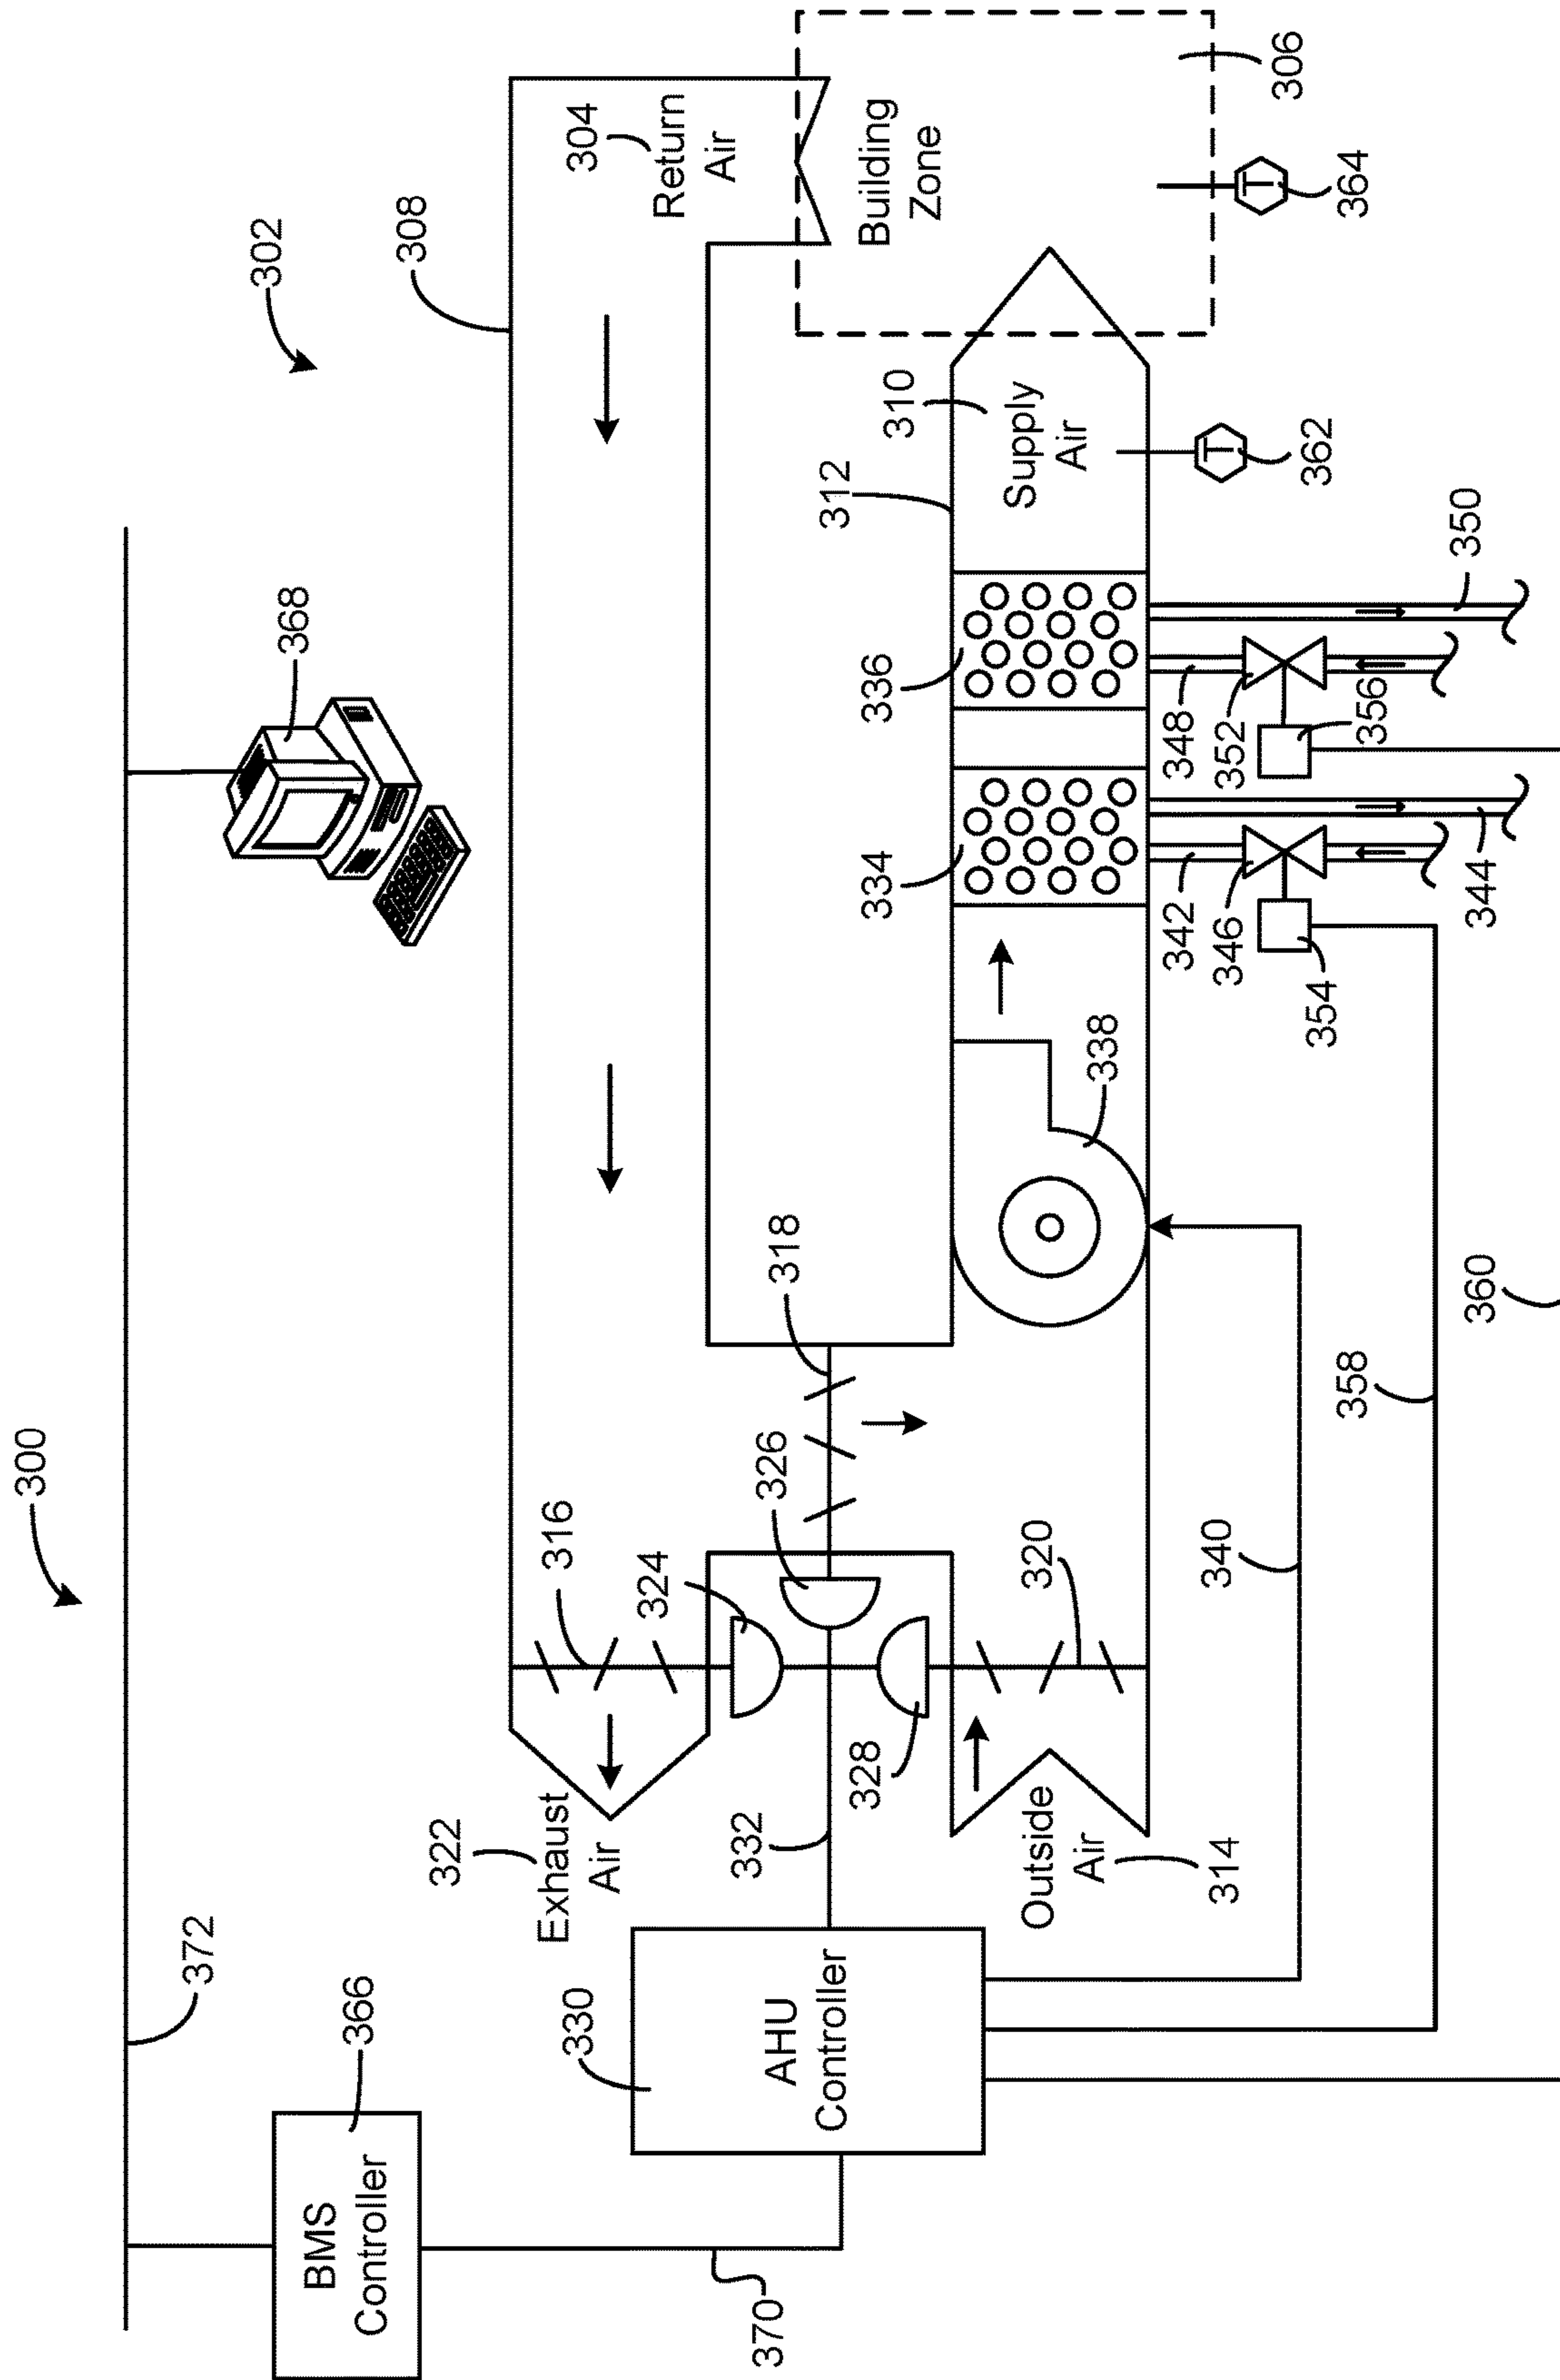 300
302
372
BMS
Controller
366
368
370
308
304
Return
Air
306
Building
Zone
322
Exhaust
Air
316
324
326
318
330
AHU
Controller
332
328
320
Outside
Air
314
338
334
336
312
310
Supply
Air
362
T
364
T
340
342
346
354
344
348
352
356
350
358
360